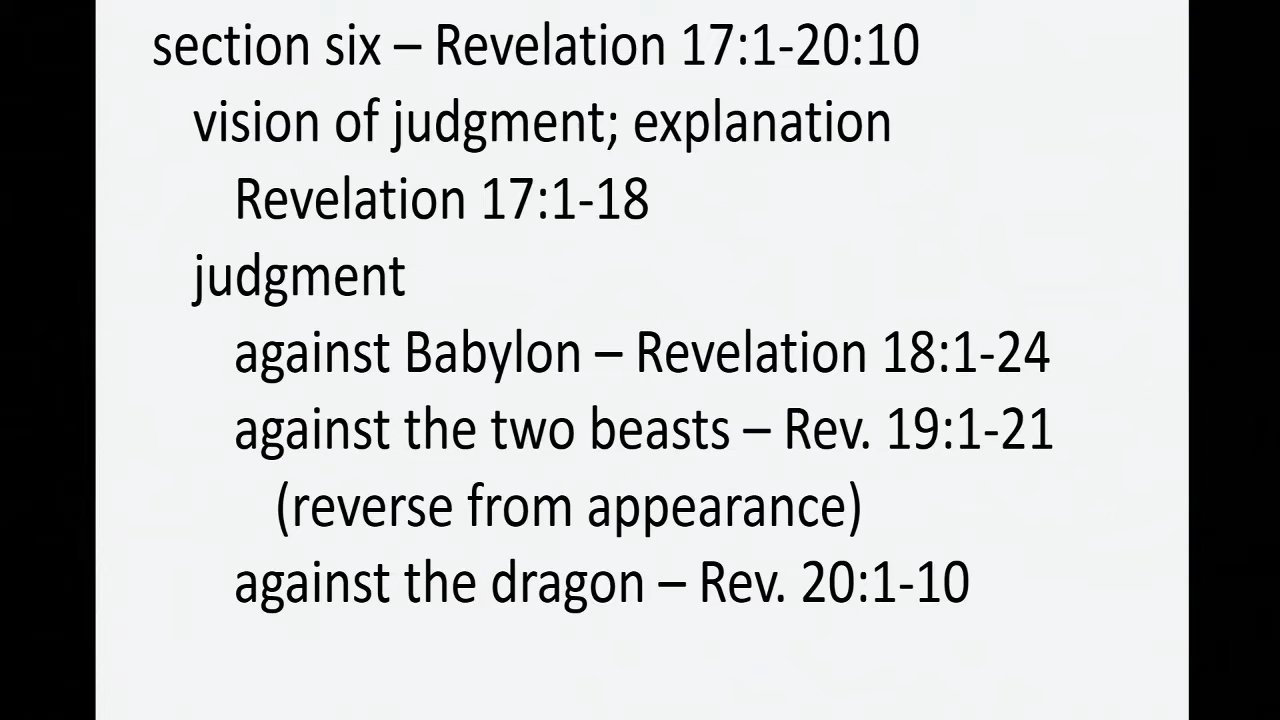 section six – Revelation 17:1-20:10
vision of judgment; explanation
Revelation 17:1-18
judgment
against Babylon – Revelation 18:1-24
against the two beasts – Rev. 19:1-21
(reverse from appearance)
against the dragon – Rev. 20:1-10